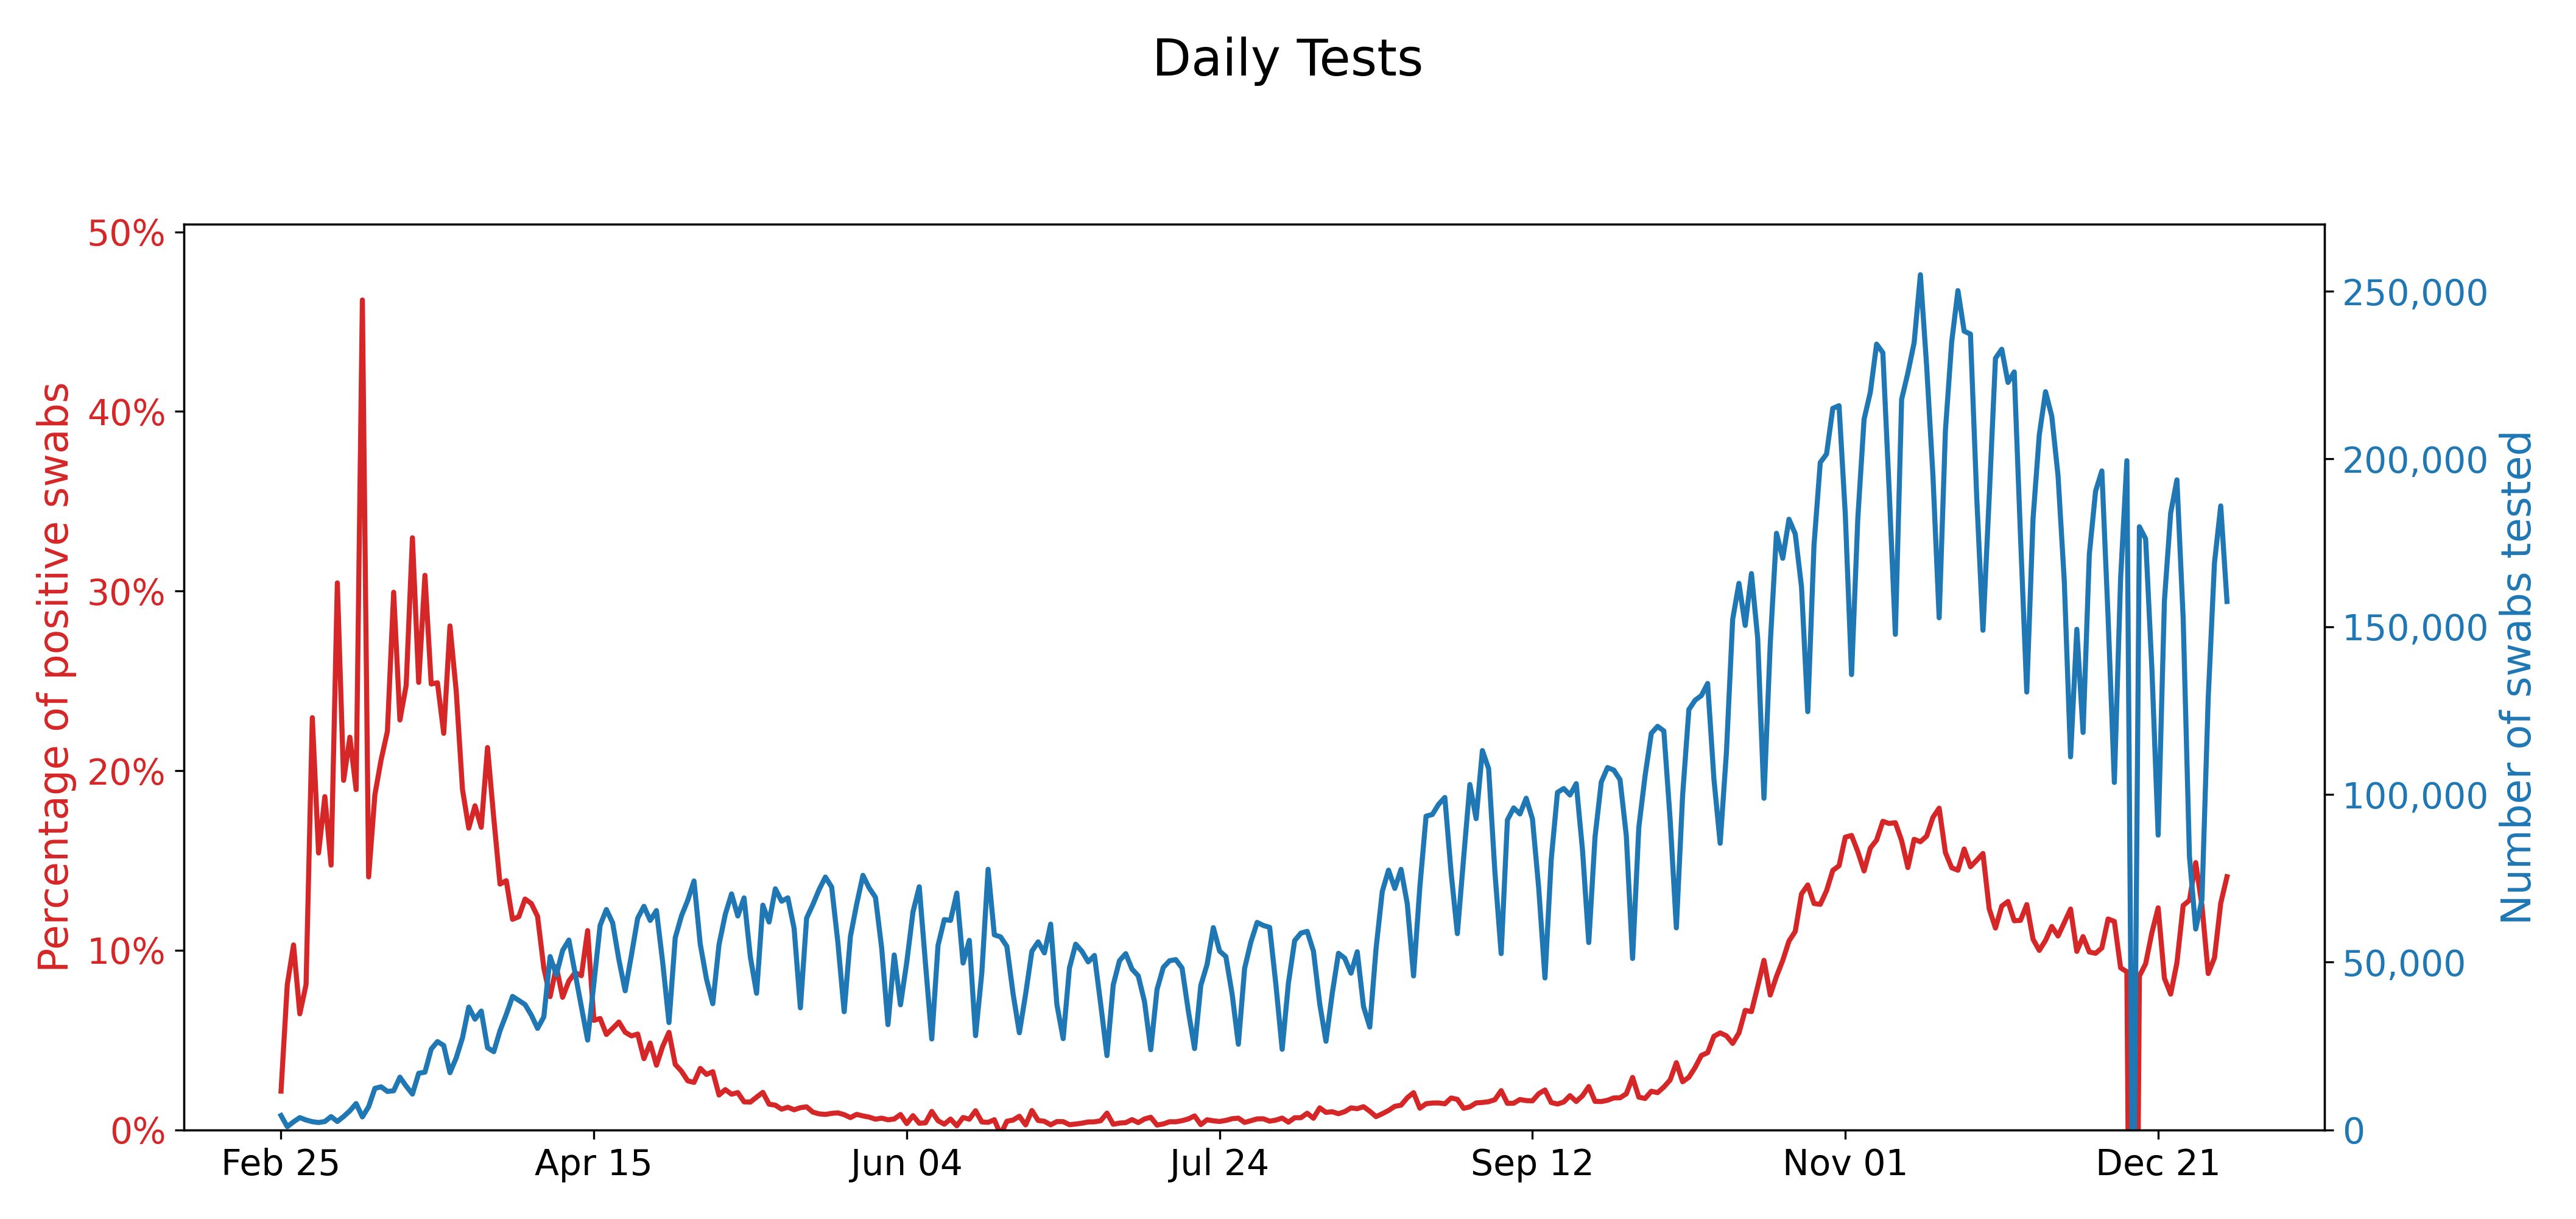 Daily Tests
Percentage of positive swabs
50%
40%
30%
20%
10%
0%
250,000
200,000
150,000
100,000
50,000
0
Number of swabs tested
Feb 25
Apr 15
Jun 04
Jul 24
Sep 12
Nov 01
Dec 21